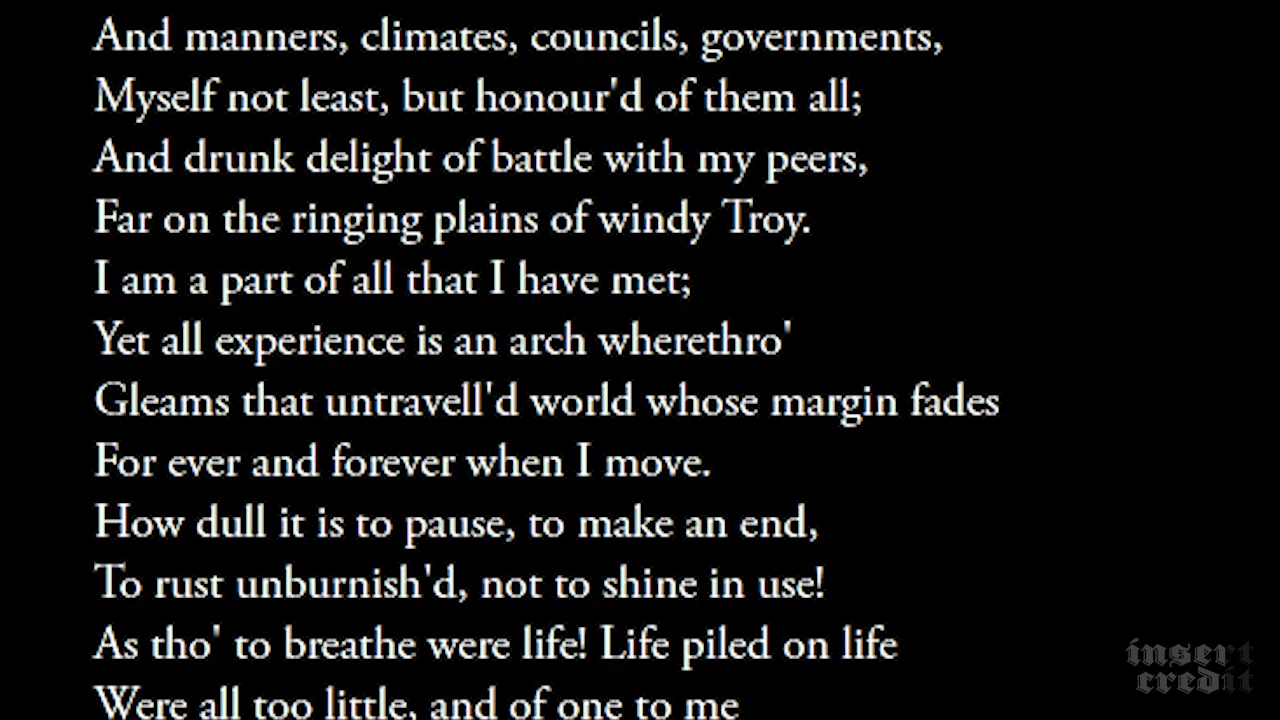 And manners, climates, councils, governments,
Myself not least, but honour'd of them all;
And drunk delight of battle with my peers,
Far on the ringing plains of windy Troy.
I am a part of all that I have met;
Yet all experience is an arch wherethro'
Gleams that untravell'd world whose margin fades
For ever and forever when I move.
How dull it is to pause, to make an end,
To rust unburnish'd, not to shine in use!
As tho' to breathe were life! Life piled on life
Were all too little, and of one to me
insert
credit